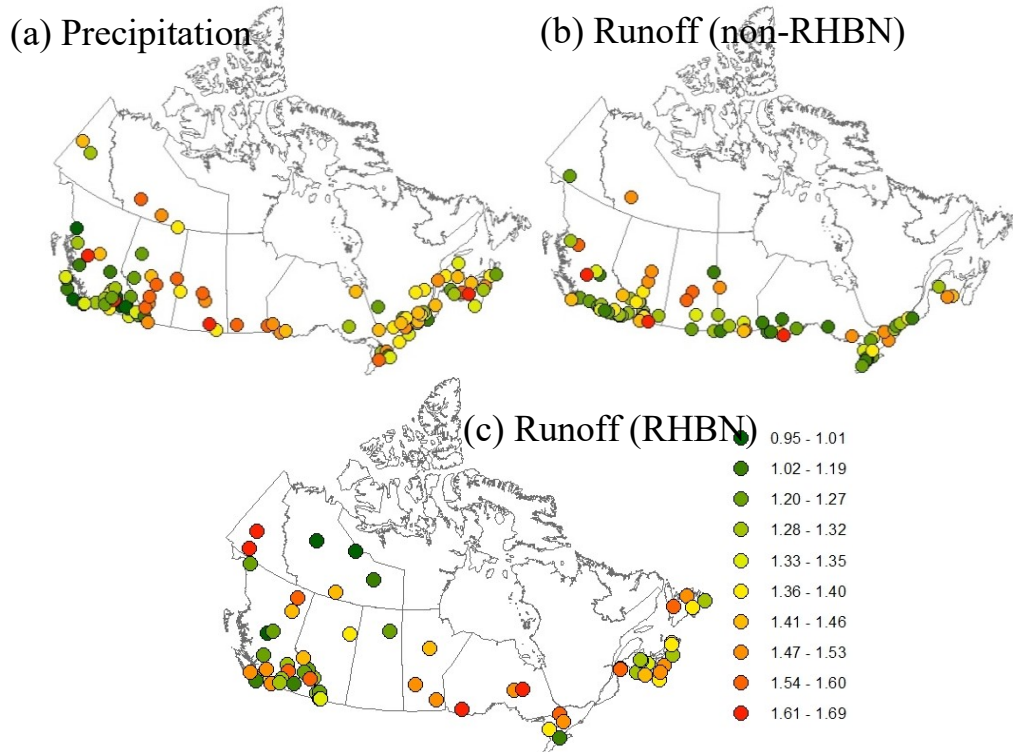 (a) Precipitation
(b) Runoff (non-RHBN)
(c) Runoff (RHBN)
0.95 - 1.01
1.02 - 1.19
1.20 - 1.27
1.28 - 1.32
1.33 - 1.35
1.36 - 1.40
1.41 - 1.46
1.47 - 1.53
1.54 - 1.60
1.61 - 1.69